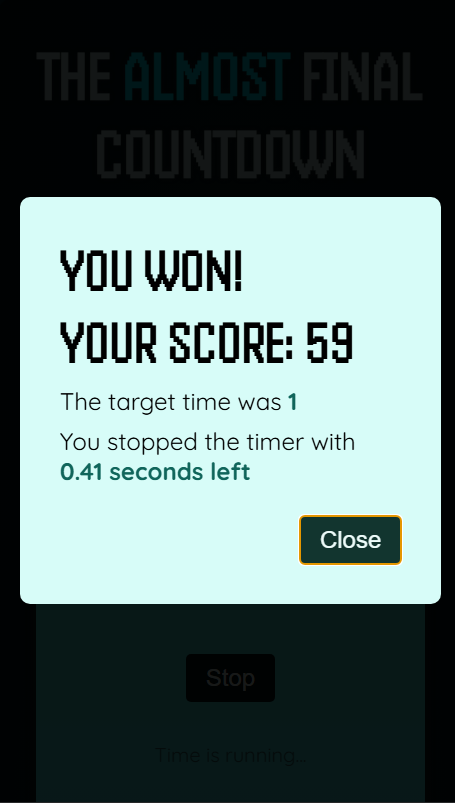 THE ALMOST FINAL
COUNTDOWN
YOU WON!
YOUR SCORE: 59
The target time was 1
You stopped the timer with
0.41 seconds left
Close
Stop
Time is running...